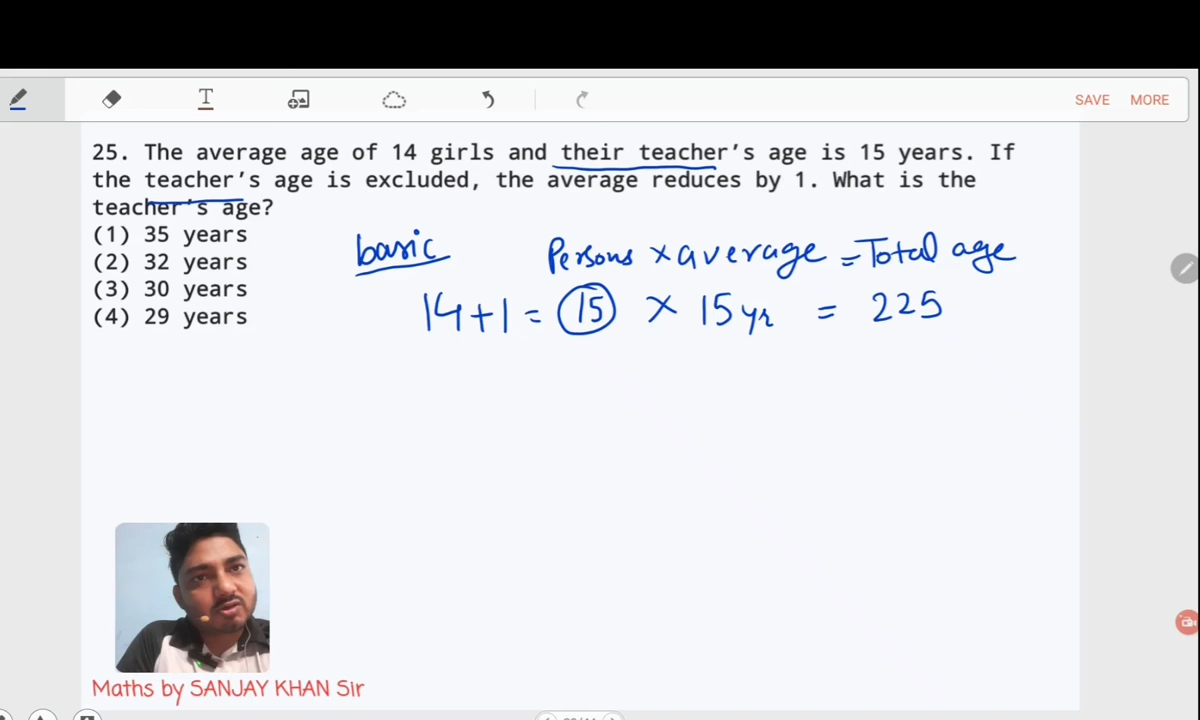 SAVE MORE
25. The average age of 14 girls and their teacher's age is 15 years. If
the teacher's age is excluded, the average reduces by 1. What is the
teacher's age?
(1) 35 years
(2) 32 years
(3) 30 years
(4) 29 years
basic Persons × average = Total age
14+1 = 15 × 15 yr = 225
Maths by SANJAY KHAN Sir